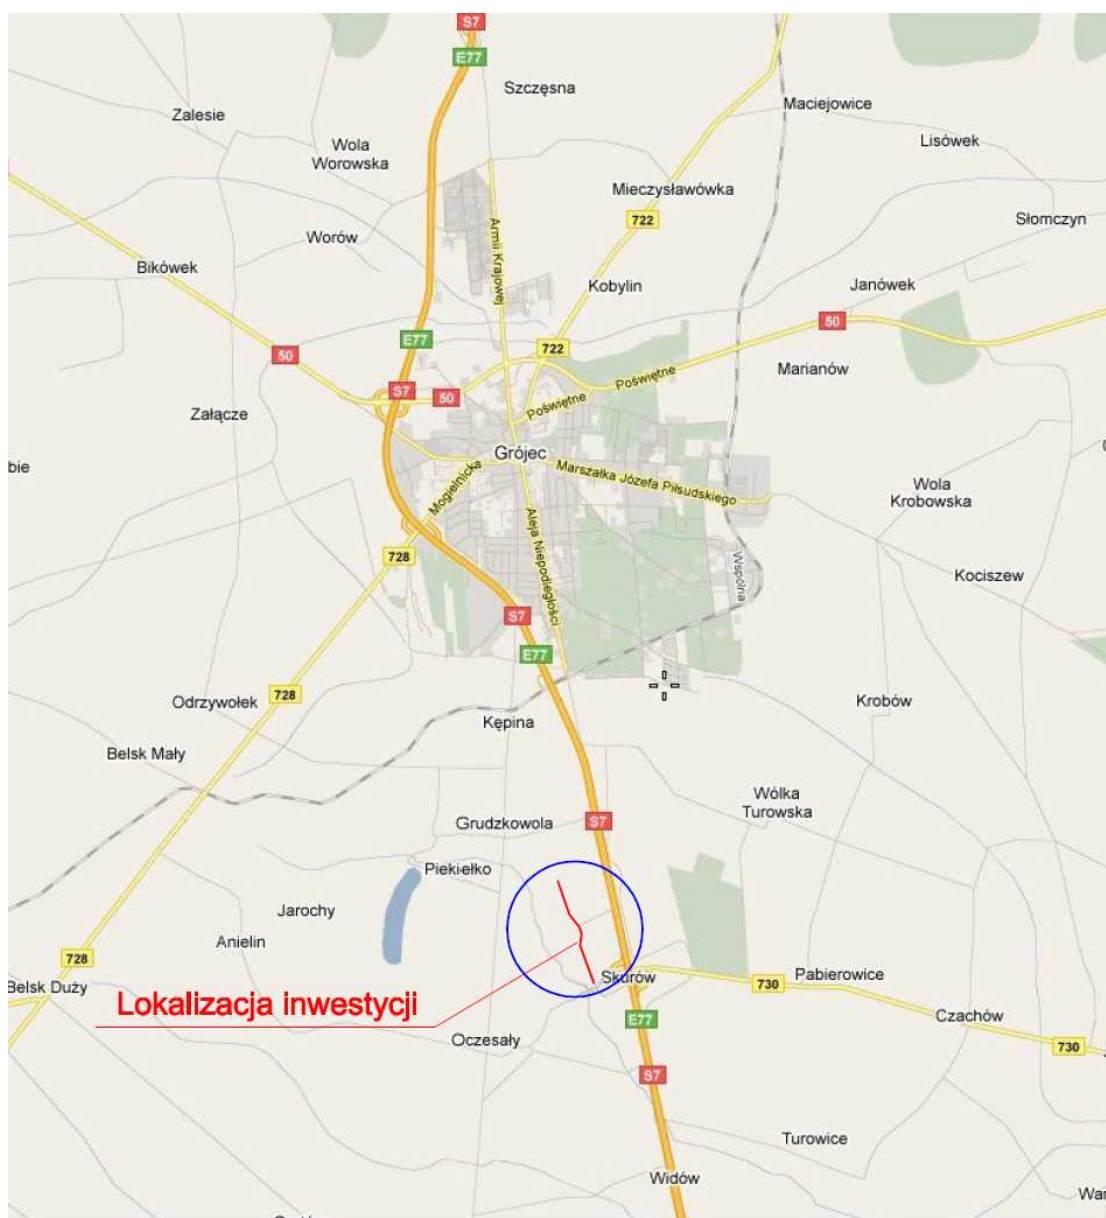 S7
E77
Szczęsna
Zalesie
Maciejowice
Lisówek
Wola
Worowska
Mieczysławówka
722
Słomczyn
Armii Krajowej
Worów
Bikówek
Kobylin
Janówek
50
E77
722
50
Marianów
Poświętne
S7
50
Poświętne
Załącze
Grójec
bie
Marszałka Józefa Piłsudskiego
Mogielnicka
Wola
Krobowska
Aleja Niepodległości
728
Wspólna
Kociszew
S7
E77
728
Odrzywołek
Krobów
Kępina
Belsk Mały
Wólka
Turowska
Grudzkowola
S7
Piekiełko
Jarochy
Anielin
728
Skurów
730
Pabierowice
Belsk Duży
Lokalizacja inwestycji
E77
Czachów
Oczesały
730
S7
Turowice
Widów
War